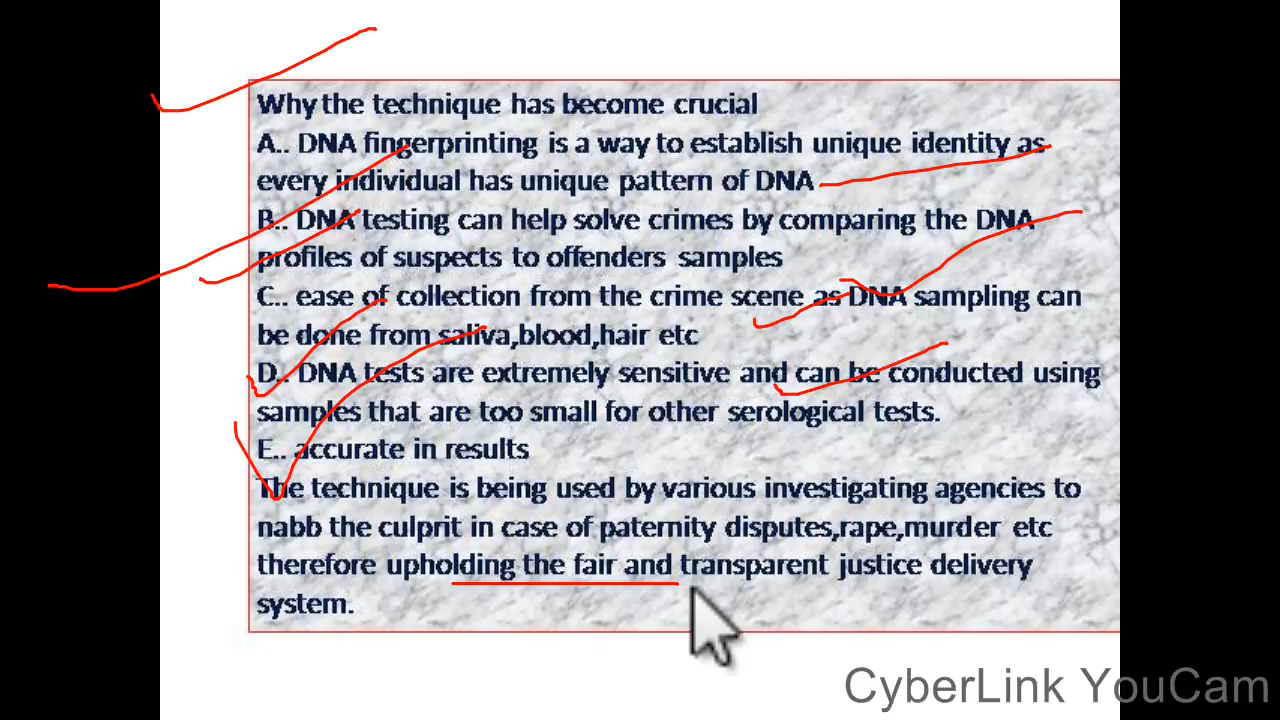 Why the technique has become crucial
A.. DNA fingerprinting is a way to establish unique identity as
every individual has unique pattern of DNA
B.. DNA testing can help solve crimes by comparing the DNA
profiles of suspects to offenders samples
C.. ease of collection from the crime scene as DNA sampling can
be done from saliva,blood,hair etc
D.. DNA tests are extremely sensitive and can be conducted using
samples that are too small for other serological tests.
E.. accurate in results
The technique is being used by various investigating agencies to
nabb the culprit in case of paternity disputes,rape,murder etc
therefore upholding the fair and transparent justice delivery
system.
CyberLink YouCam